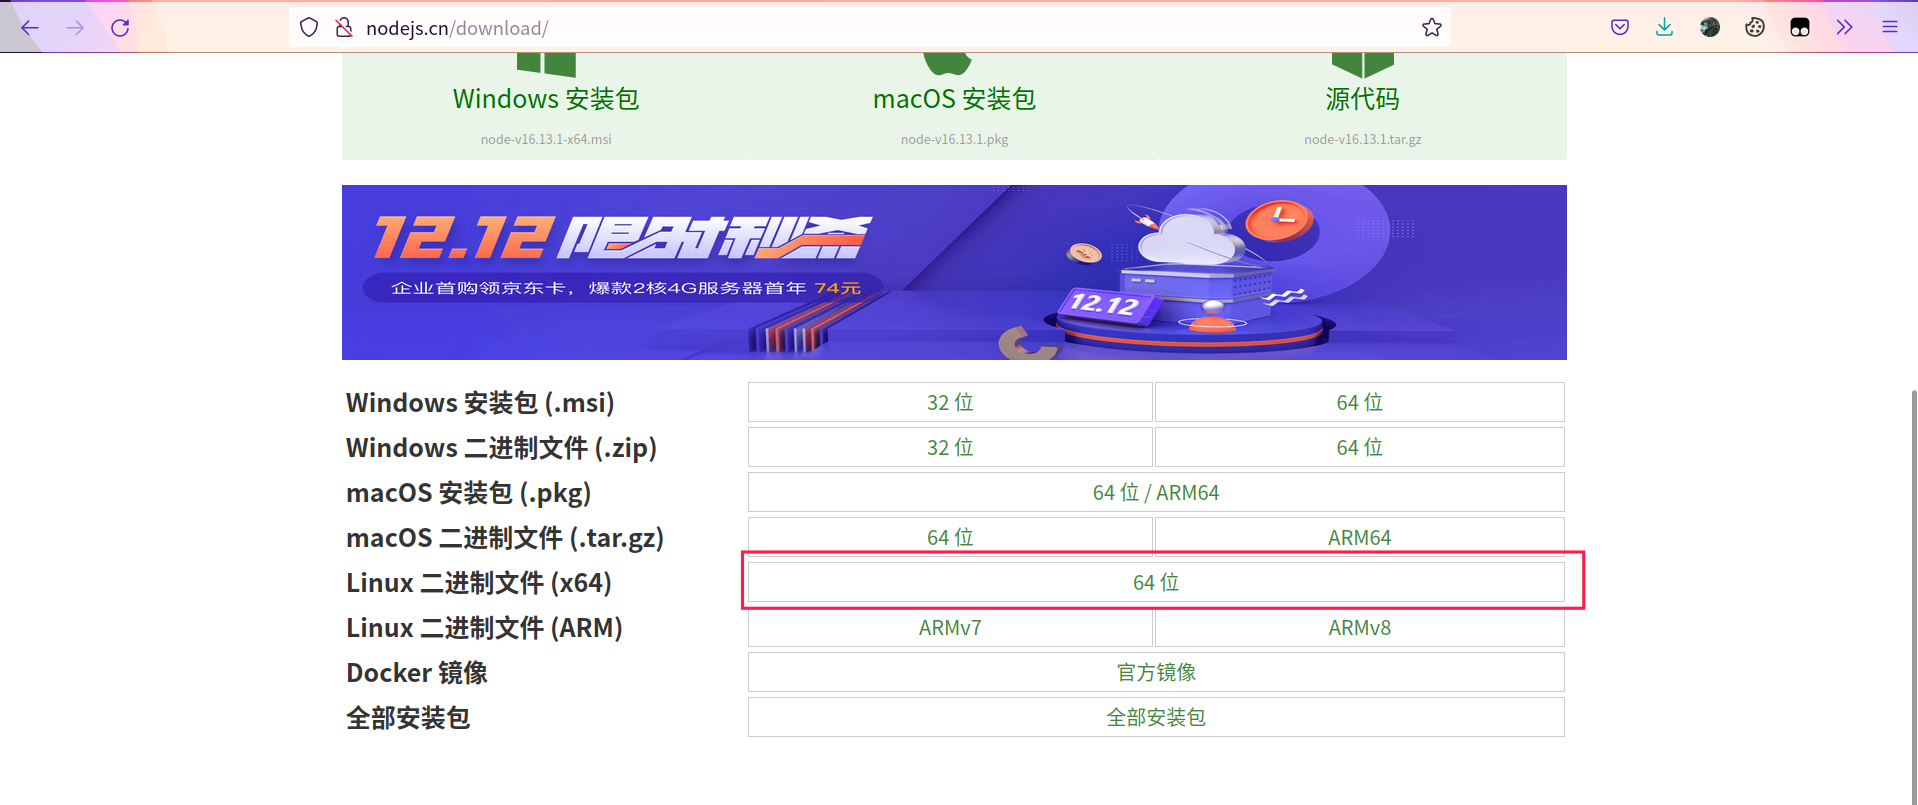 nodejs.cn/download/
Windows 安装包
macOS 安装包
源代码
node-v16.13.1-x64.msi
node-v16.13.1.pkg
node-v16.13.1.tar.gz
12.12 限时秒杀
企业首购领京东卡，爆款2核4G服务器首年 74元
12.12
Windows 安装包 (.msi)
32 位
64 位
Windows 二进制文件 (.zip)
32 位
64 位
macOS 安装包 (.pkg)
64 位 / ARM64
macOS 二进制文件 (.tar.gz)
64 位
ARM64
Linux 二进制文件 (x64)
64 位
Linux 二进制文件 (ARM)
ARMv7
ARMv8
Docker 镜像
官方镜像
全部安装包
全部安装包